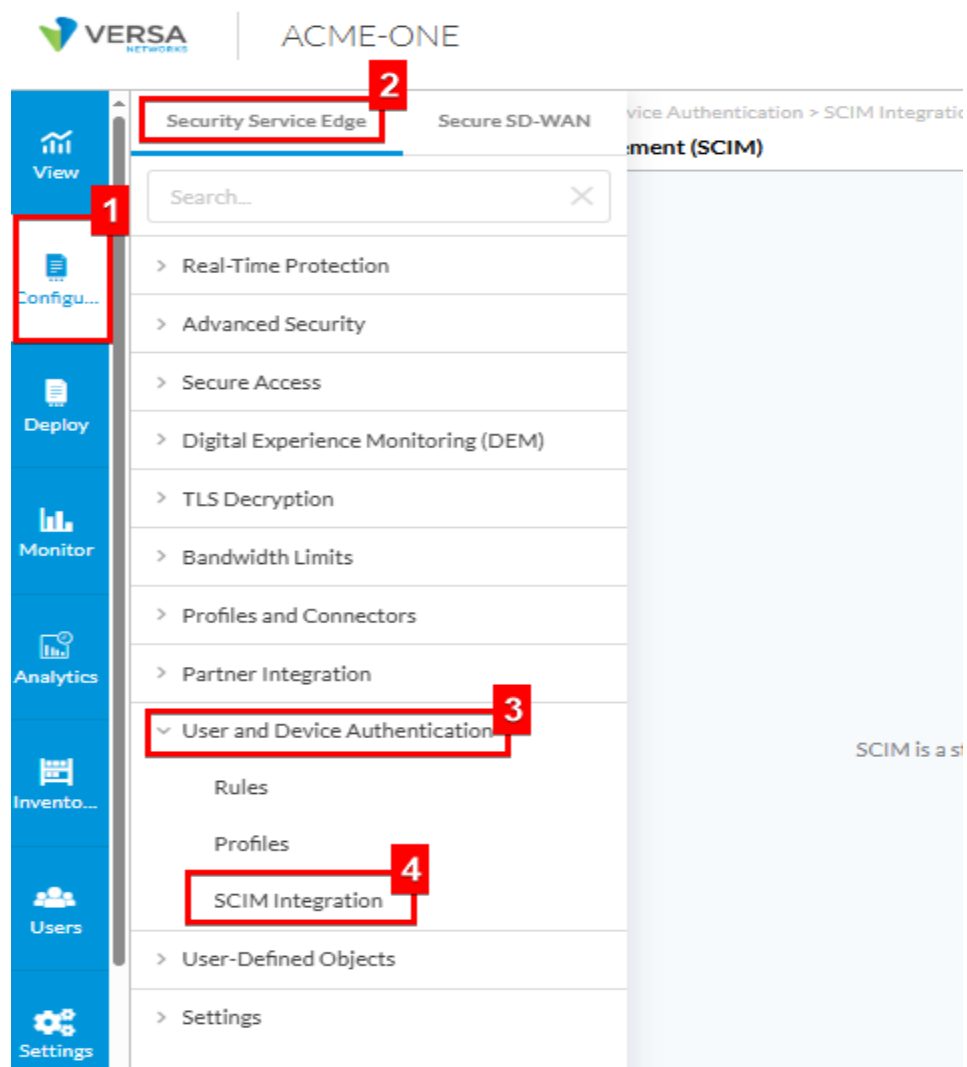 VERSA
NETWORKS
ACME-ONE
2
Security Service Edge
Secure SD-WAN
vice Authentication > SCIM Integratio
ement (SCIM)
View
Search...
1
Configu...
> Real-Time Protection
> Advanced Security
> Secure Access
Deploy
> Digital Experience Monitoring (DEM)
> TLS Decryption
Monitor
> Bandwidth Limits
> Profiles and Connectors
Analytics
> Partner Integration
3
User and Device Authentication
SCIM is a st
Rules
Invento...
Profiles
4
SCIM Integration
Users
> User-Defined Objects
> Settings
Settings